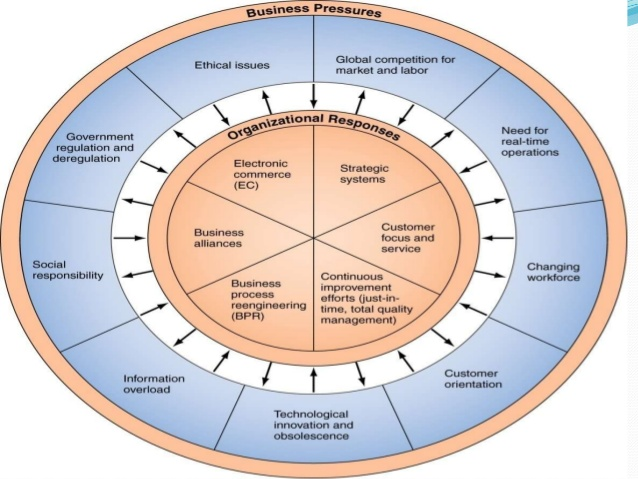 Business Pressures
Ethical issues
Global competition for
market and labor
Government
regulation and
deregulation
Need for
real-time
operations
Organizational Responses
Electronic
commerce
(EC)
Strategic
systems
Business
alliances
Customer
focus and
service
Business
process
reengineering
(BPR)
Continuous
improvement
efforts (just-in-
time, total quality
management)
Social
responsibility
Changing
workforce
Information
overload
Customer
orientation
Technological
innovation and
obsolescence